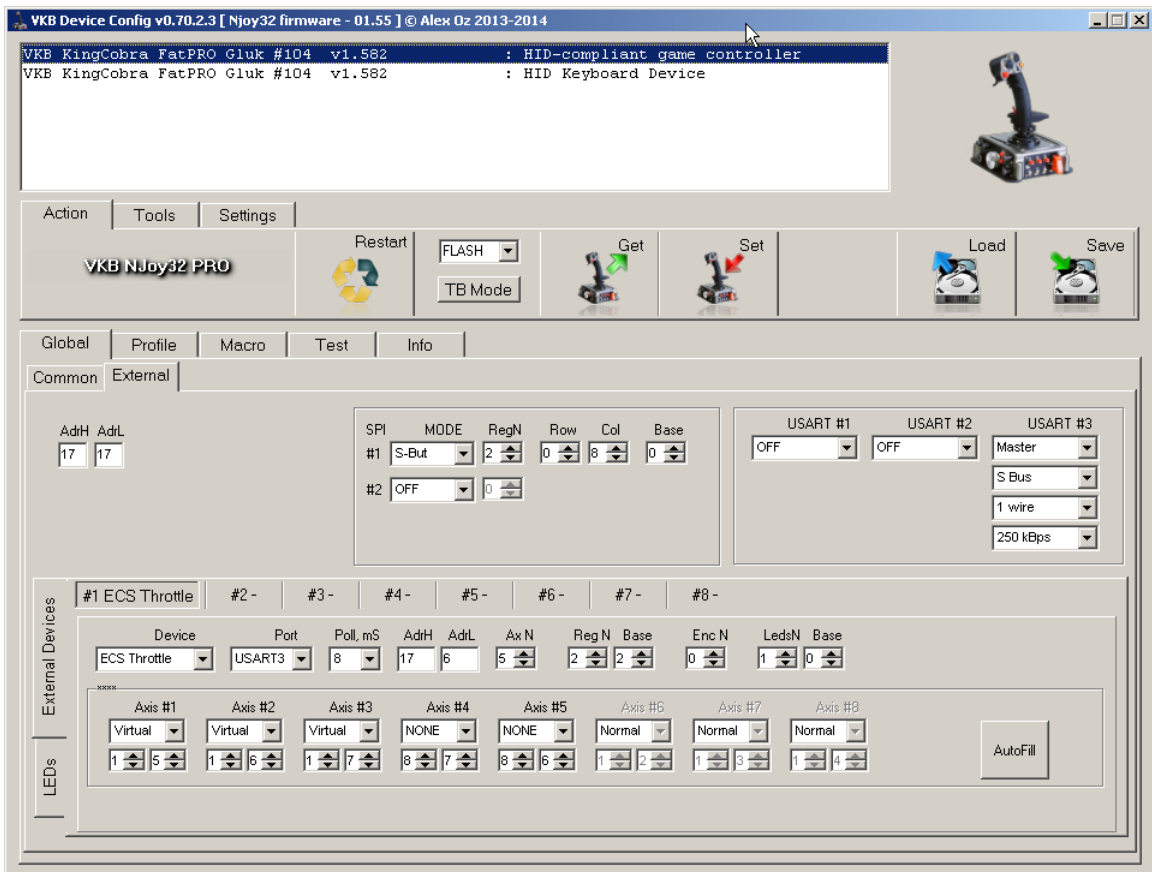 VKB Device Config v0.70.2.3 [ Njoy32 firmware - 01.55 ] © Alex Oz 2013-2014
VKB KingCobra FatPRO Gluk #104 v1.582 : HID-compliant game controller
VKB KingCobra FatPRO Gluk #104 v1.582 : HID Keyboard Device
Action Tools Settings
VKB NJoy32 PRO
Restart
FLASH
TB Mode
Get
Set
Load
Save
Global Profile Macro Test Info
Common External
AdrH AdrL
17 17
SPI MODE RegN Row Col Base
#1 S-But 2 0 8 0
#2 OFF 0
USART #1 USART #2 USART #3
OFF OFF Master
S Bus
1 wire
250 kBps
External Devices
LEDs
#1 ECS Throttle #2 - #3 - #4 - #5 - #6 - #7 - #8 -
Device Port Poll, mS AdrH AdrL Ax N Reg N Base Enc N LedsN Base
ECS Throttle USART3 8 17 6 5 2 2 0 1 0
xxxx
Axis #1 Axis #2 Axis #3 Axis #4 Axis #5 Axis #6 Axis #7 Axis #8
Virtual Virtual Virtual NONE NONE Normal Normal Normal
1 5 1 6 1 7 8 7 8 6 1 2 1 3 1 4
AutoFill